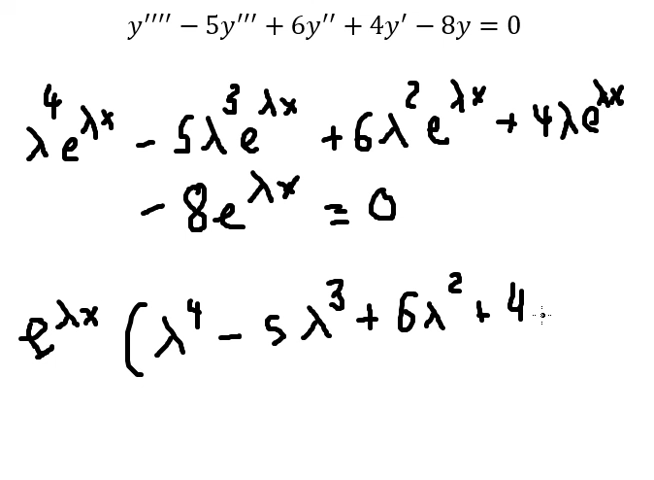 y'''' − 5y''' + 6y'' + 4y' − 8y = 0
λ⁴e^λx − 5λ³e^λx + 6λ²e^λx + 4λe^λx
− 8e^λx = 0
e^λx (λ⁴ − 5λ³ + 6λ² + 4